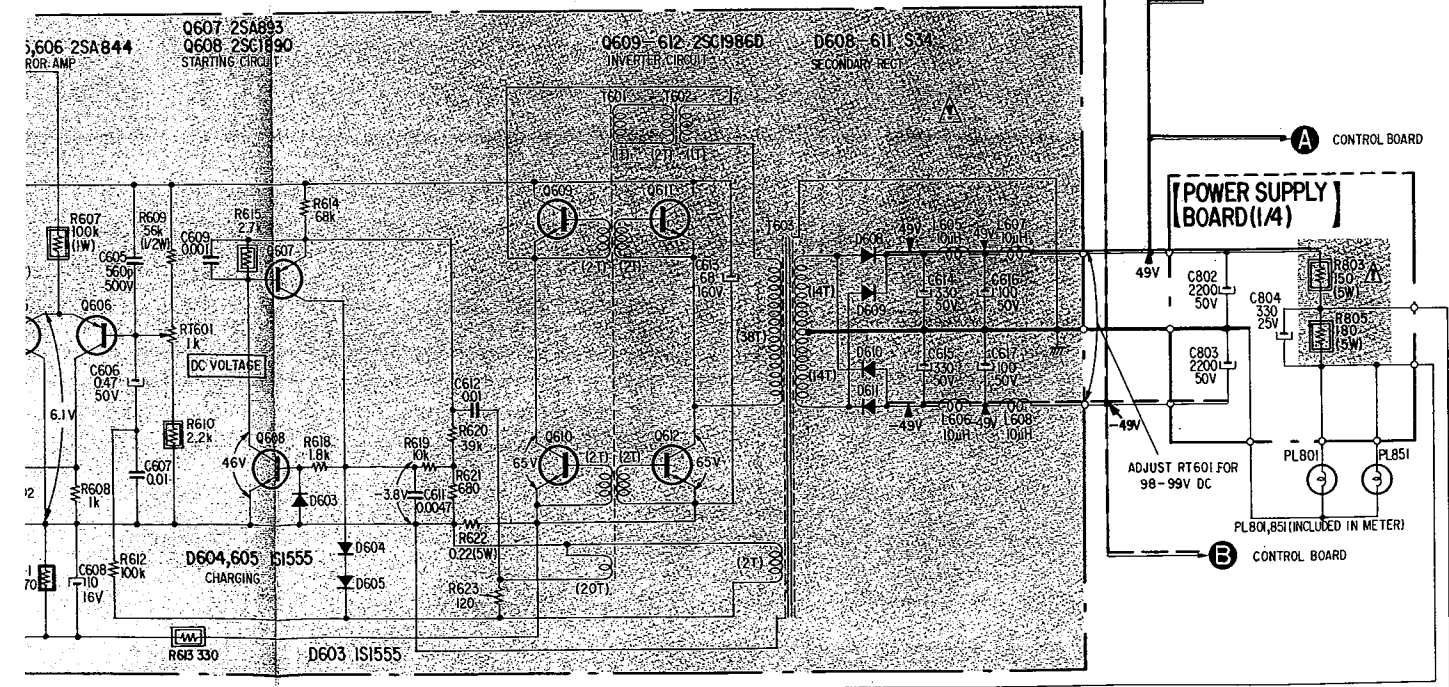 Q607 2SA893
Q608 2SC1890
STARTING CIRCUIT
5,606 2SA844
ROR AMP
Q609-612 2SC1986D
INVERTER CIRCUIT
D608-611 S34
SECONDARY RECT
T601
T602
(1T)
(2T)
(1T)
A CONTROL BOARD
[POWER SUPPLY
BOARD(1/4)]
R607
100k
(1W)
R609
56k
(1/2W)
C605
560p
500V
C609
0.001
R615
2.7k
R614
68k
Q607
Q609
Q611
(2T)
(2T)
C613
68
160V
T603
(38T)
(14T)
(14T)
D608
D609
D610
D611
49V
L605
10μH
49V
L607
10μH
C614
330
50V
C616
100
50V
C615
330
50V
C617
100
50V
-49V
L606
10μH
-49V
L608
10μH
49V
-49V
C802
2200
50V
C803
2200
50V
C804
330
25V
R803
150
(5W)
R805
180
(5W)
Q606
RT601
1k
DC VOLTAGE
C606
0.47
50V
6.1V
R610
2.2k
C607
0.01
R608
1k
46V
Q608
R618
1.8k
D603
R619
10k
-3.8V
C611
0.0047
C612
0.01
R620
39k
R621
680
R622
0.22(5W)
Q610
65V
(2T)
(2T)
Q612
65V
ADJUST RT601 FOR
98-99V DC
PL801
PL851
PL801,851(INCLUDED IN METER)
B CONTROL BOARD
D604,605 1S1555
CHARGING
D604
D605
R612
100k
C608
10
16V
70
R623
120
(20T)
(2T)
R613 330
D603 1S1555